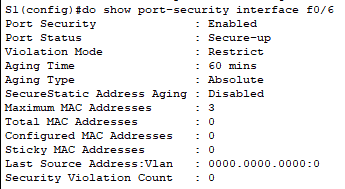 S1(config)#do show port-security interface f0/6
Port Security              : Enabled
Port Status                : Secure-up
Violation Mode             : Restrict
Aging Time                 : 60 mins
Aging Type                 : Absolute
SecureStatic Address Aging : Disabled
Maximum MAC Addresses      : 3
Total MAC Addresses        : 0
Configured MAC Addresses   : 0
Sticky MAC Addresses       : 0
Last Source Address:Vlan   : 0000.0000.0000:0
Security Violation Count   : 0